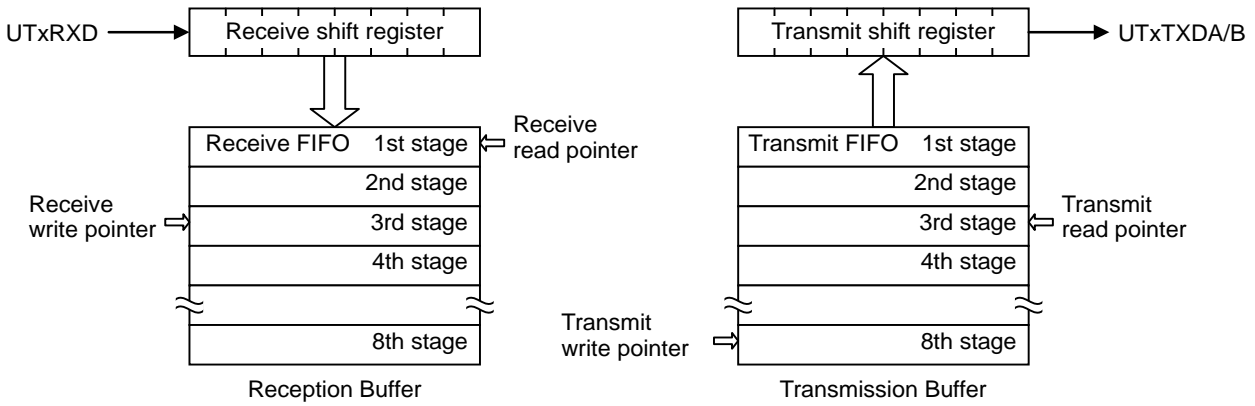 UTxRXD
Receive shift register
Receive FIFO 1st stage
Receive
read pointer
2nd stage
Receive
write pointer
3rd stage
4th stage
8th stage
Reception Buffer
Transmit shift register
UTxTXDA/B
Transmit FIFO 1st stage
2nd stage
3rd stage
Transmit
read pointer
4th stage
Transmit
write pointer
8th stage
Transmission Buffer